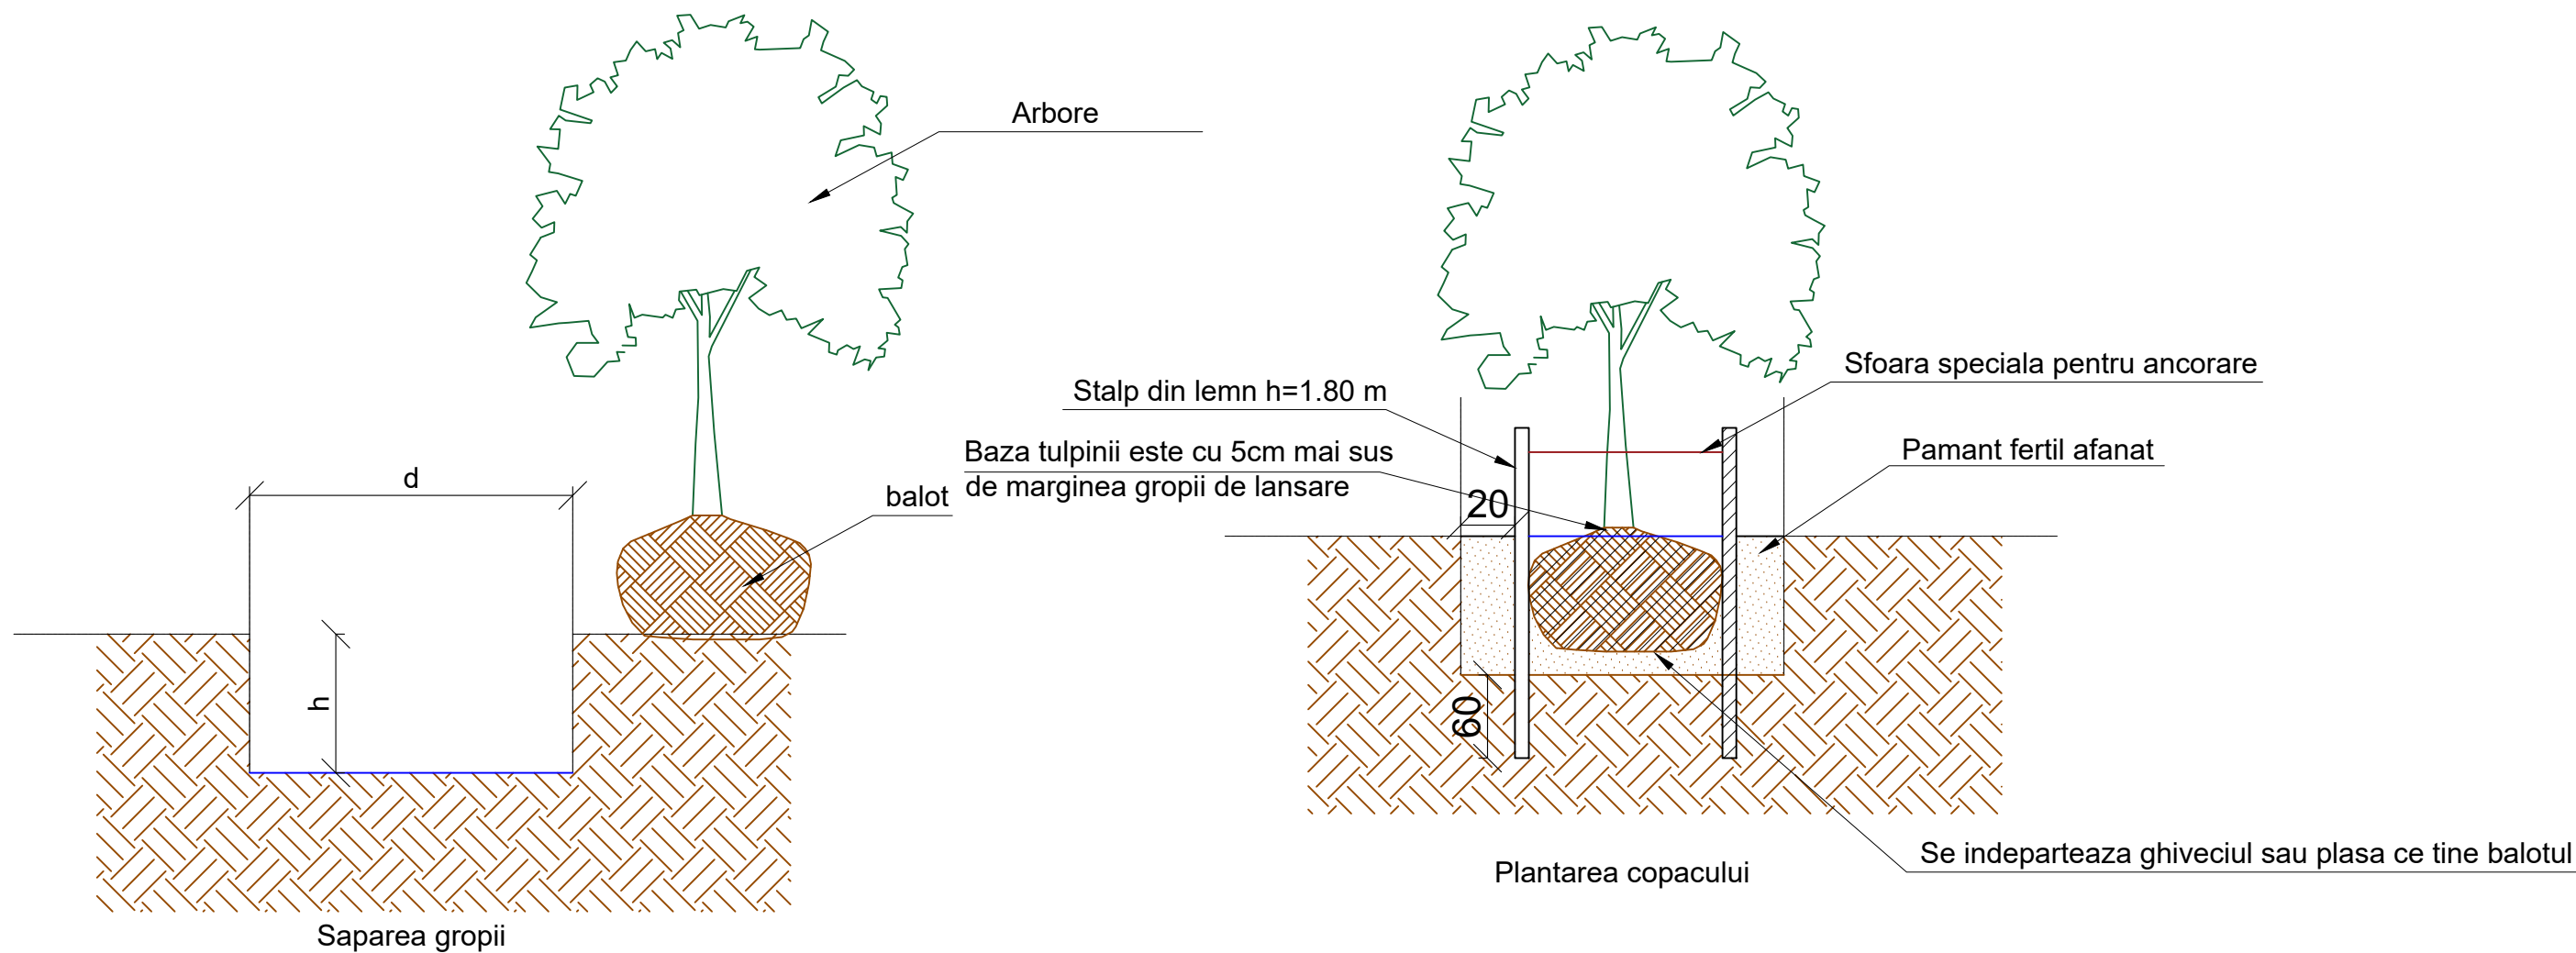 Arbore
d
balot
h
Saparea gropii
Stalp din lemn h=1.80 m
Baza tulpinii este cu 5cm mai sus
de marginea gropii de lansare
20
60
Sfoara speciala pentru ancorare
Pamant fertil afanat
Se indeparteaza ghiveciul sau plasa ce tine balotul
Plantarea copacului